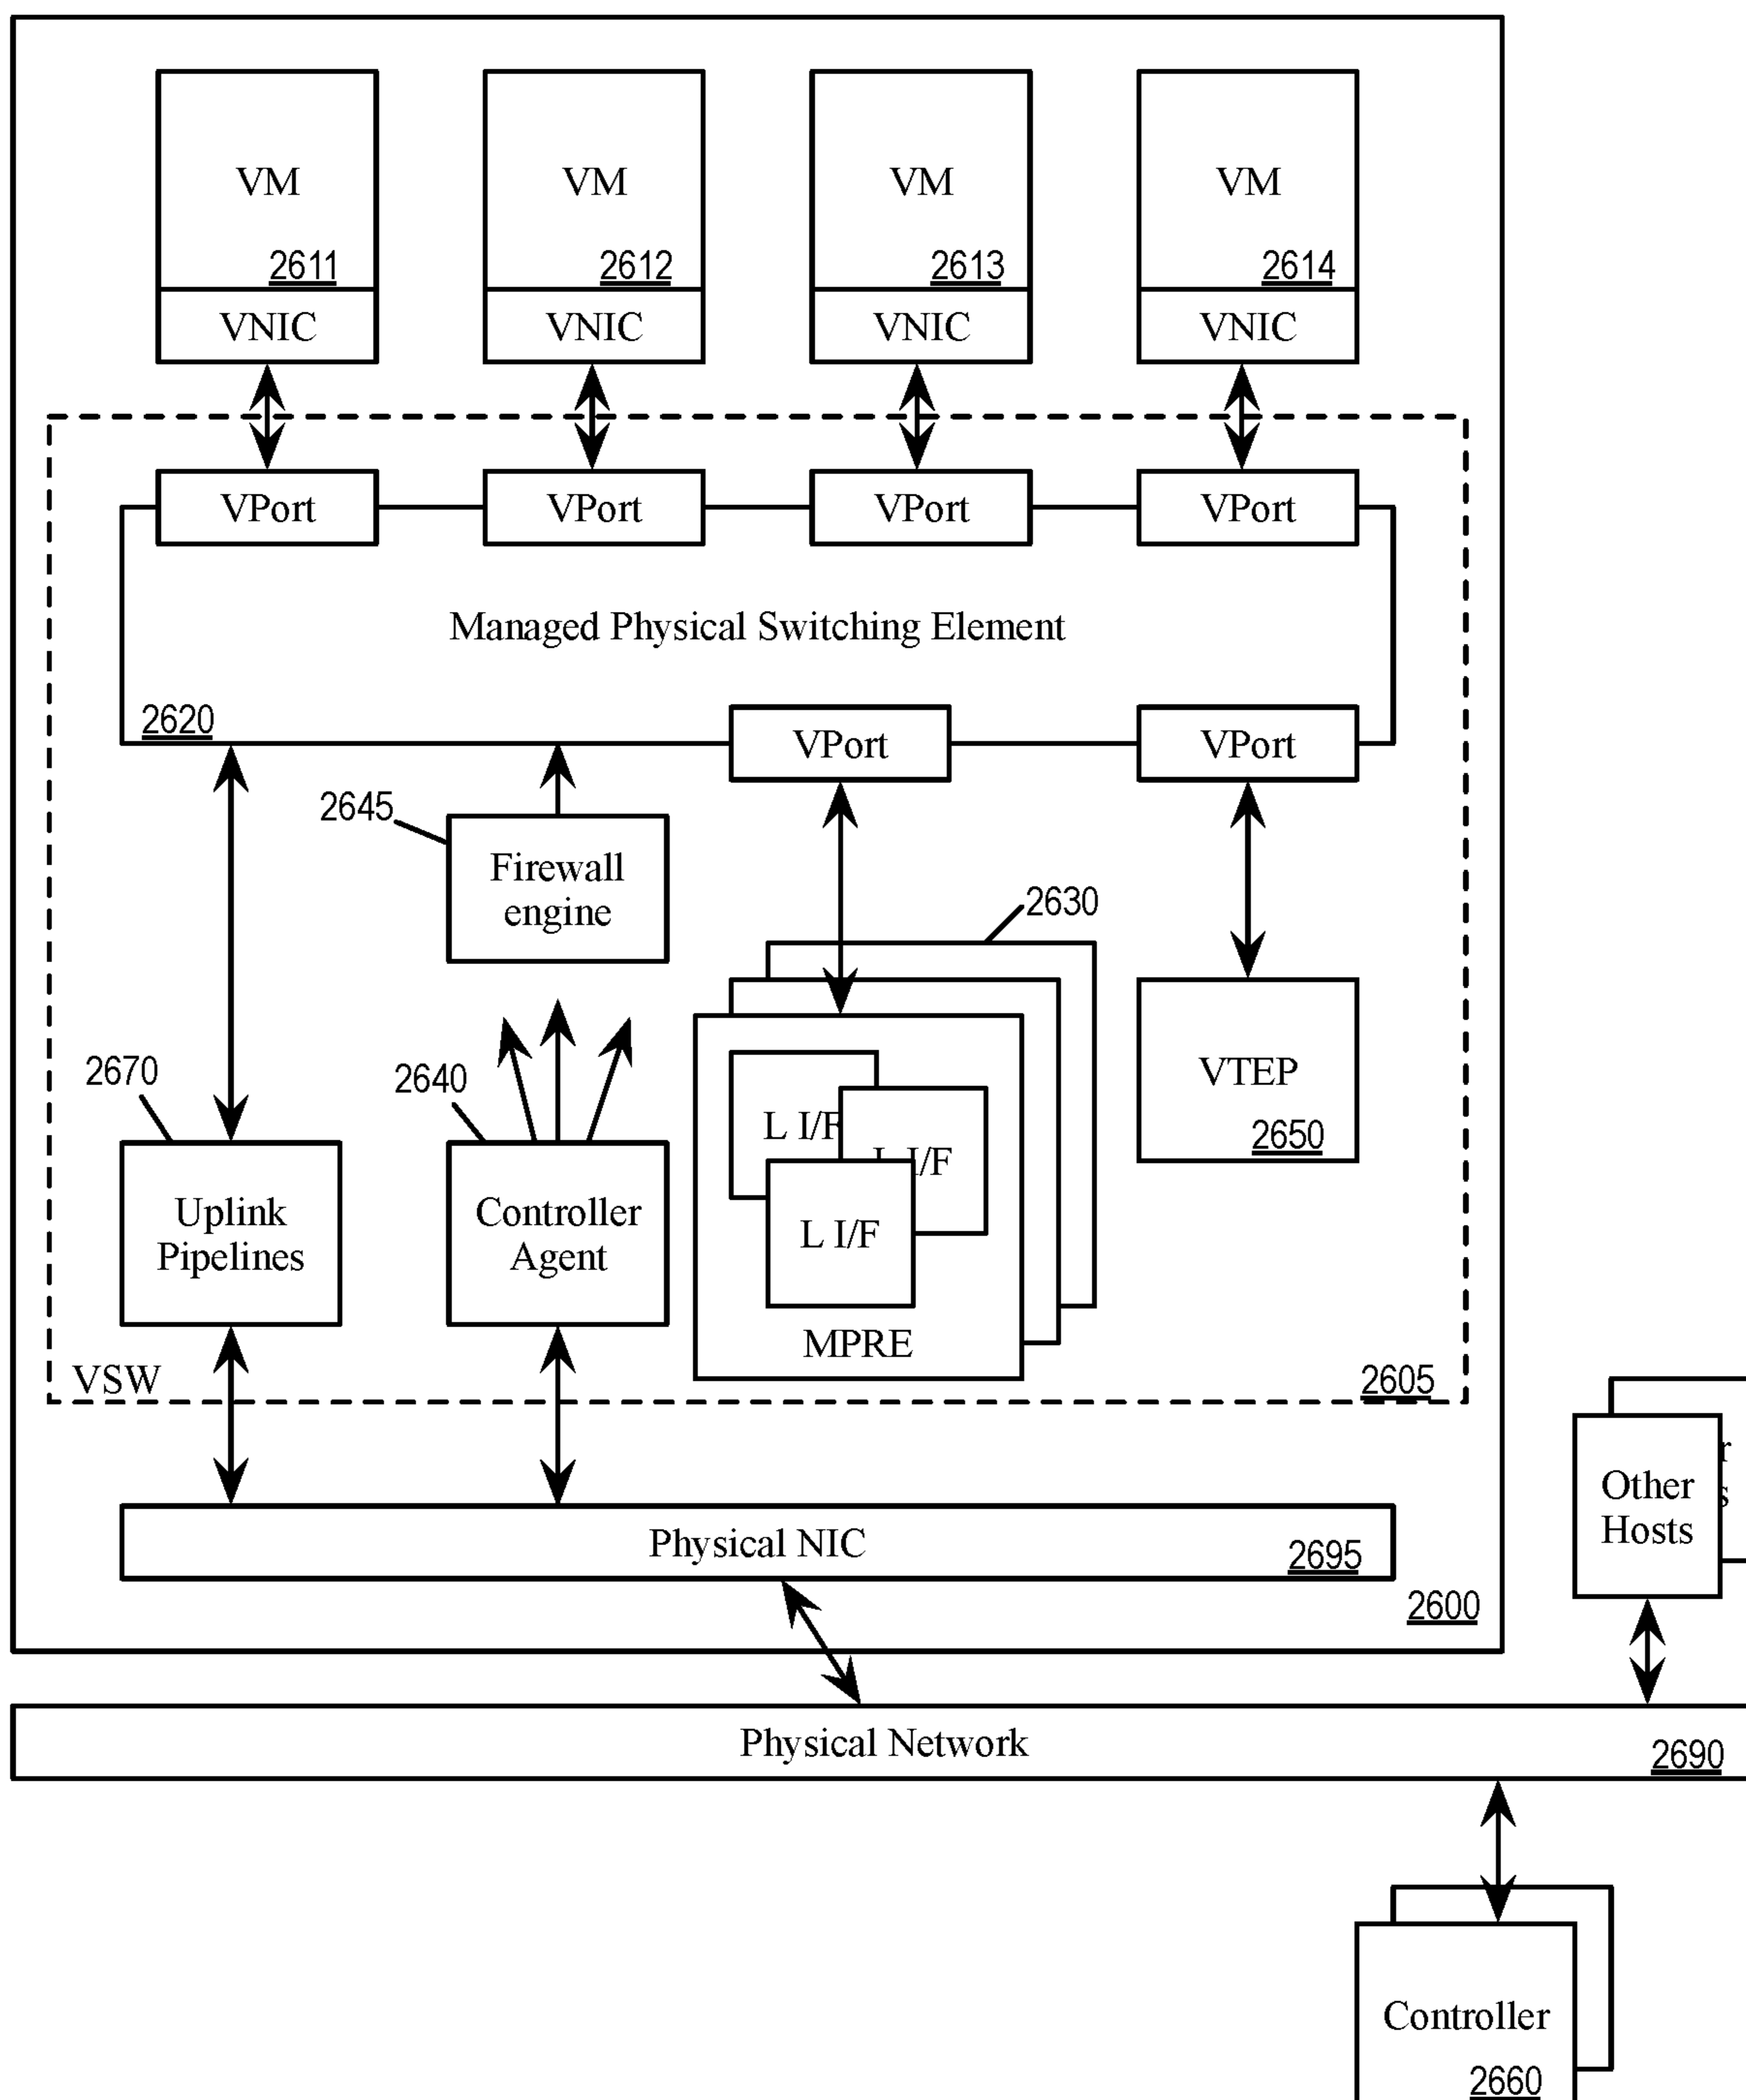 VM
2611
VNIC
VM
2612
VNIC
VM
2613
VNIC
VM
2614
VNIC
VPort
VPort
VPort
VPort
Managed Physical Switching Element
2620
VPort
VPort
2645
Firewall
engine
2630
2670
Uplink
Pipelines
2640
Controller
Agent
L I/F
I/F
L I/F
MPRE
VTEP
2650
VSW
2605
Physical NIC
2695
2600
Other
Hosts
r
s
Physical Network
2690
Controller
2660